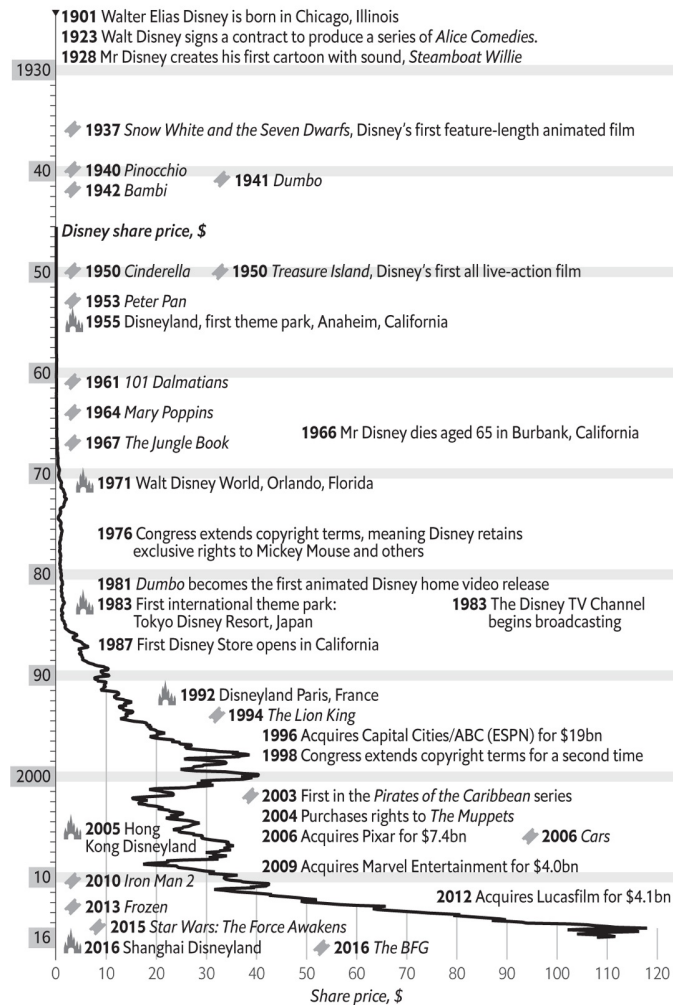 1901 Walter Elias Disney is born in Chicago, Illinois
1923 Walt Disney signs a contract to produce a series of Alice Comedies.
1928 Mr Disney creates his first cartoon with sound, Steamboat Willie
1930
1937 Snow White and the Seven Dwarfs, Disney's first feature-length animated film
40
1940 Pinocchio
1941 Dumbo
1942 Bambi
Disney share price, $
50
1950 Cinderella
1950 Treasure Island, Disney's first all live-action film
1953 Peter Pan
1955 Disneyland, first theme park, Anaheim, California
60
1961 101 Dalmatians
1964 Mary Poppins
1966 Mr Disney dies aged 65 in Burbank, California
1967 The Jungle Book
70
1971 Walt Disney World, Orlando, Florida
1976 Congress extends copyright terms, meaning Disney retains
exclusive rights to Mickey Mouse and others
80
1981 Dumbo becomes the first animated Disney home video release
1983 First international theme park:
Tokyo Disney Resort, Japan
1983 The Disney TV Channel
begins broadcasting
1987 First Disney Store opens in California
90
1992 Disneyland Paris, France
1994 The Lion King
1996 Acquires Capital Cities/ABC (ESPN) for $19bn
1998 Congress extends copyright terms for a second time
2000
2003 First in the Pirates of the Caribbean series
2004 Purchases rights to The Muppets
2005 Hong
Kong Disneyland
2006 Acquires Pixar for $7.4bn
2006 Cars
2009 Acquires Marvel Entertainment for $4.0bn
10
2010 Iron Man 2
2012 Acquires Lucasfilm for $4.1bn
2013 Frozen
2015 Star Wars: The Force Awakens
16
2016 Shanghai Disneyland
2016 The BFG
0 10 20 30 40 50 60 70 80 90 100 110 120
Share price, $